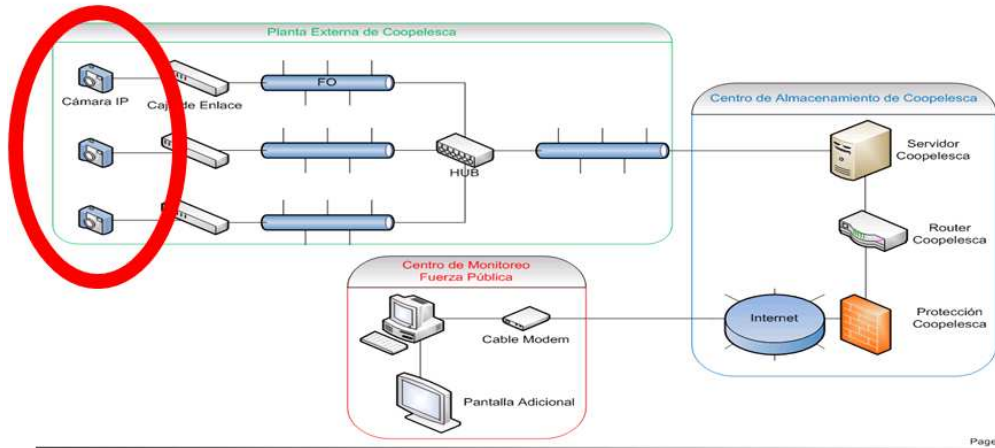 Planta Externa de Coopelesca
FO
Cámara IP
Caja de Enlace
HUB
Centro de Almacenamiento de Coopelesca
Servidor
Coopelesca
Router
Coopelesca
Centro de Monitoreo
Fuerza Pública
Internet
Protección
Coopelesca
Cable Modem
Pantalla Adicional
Page